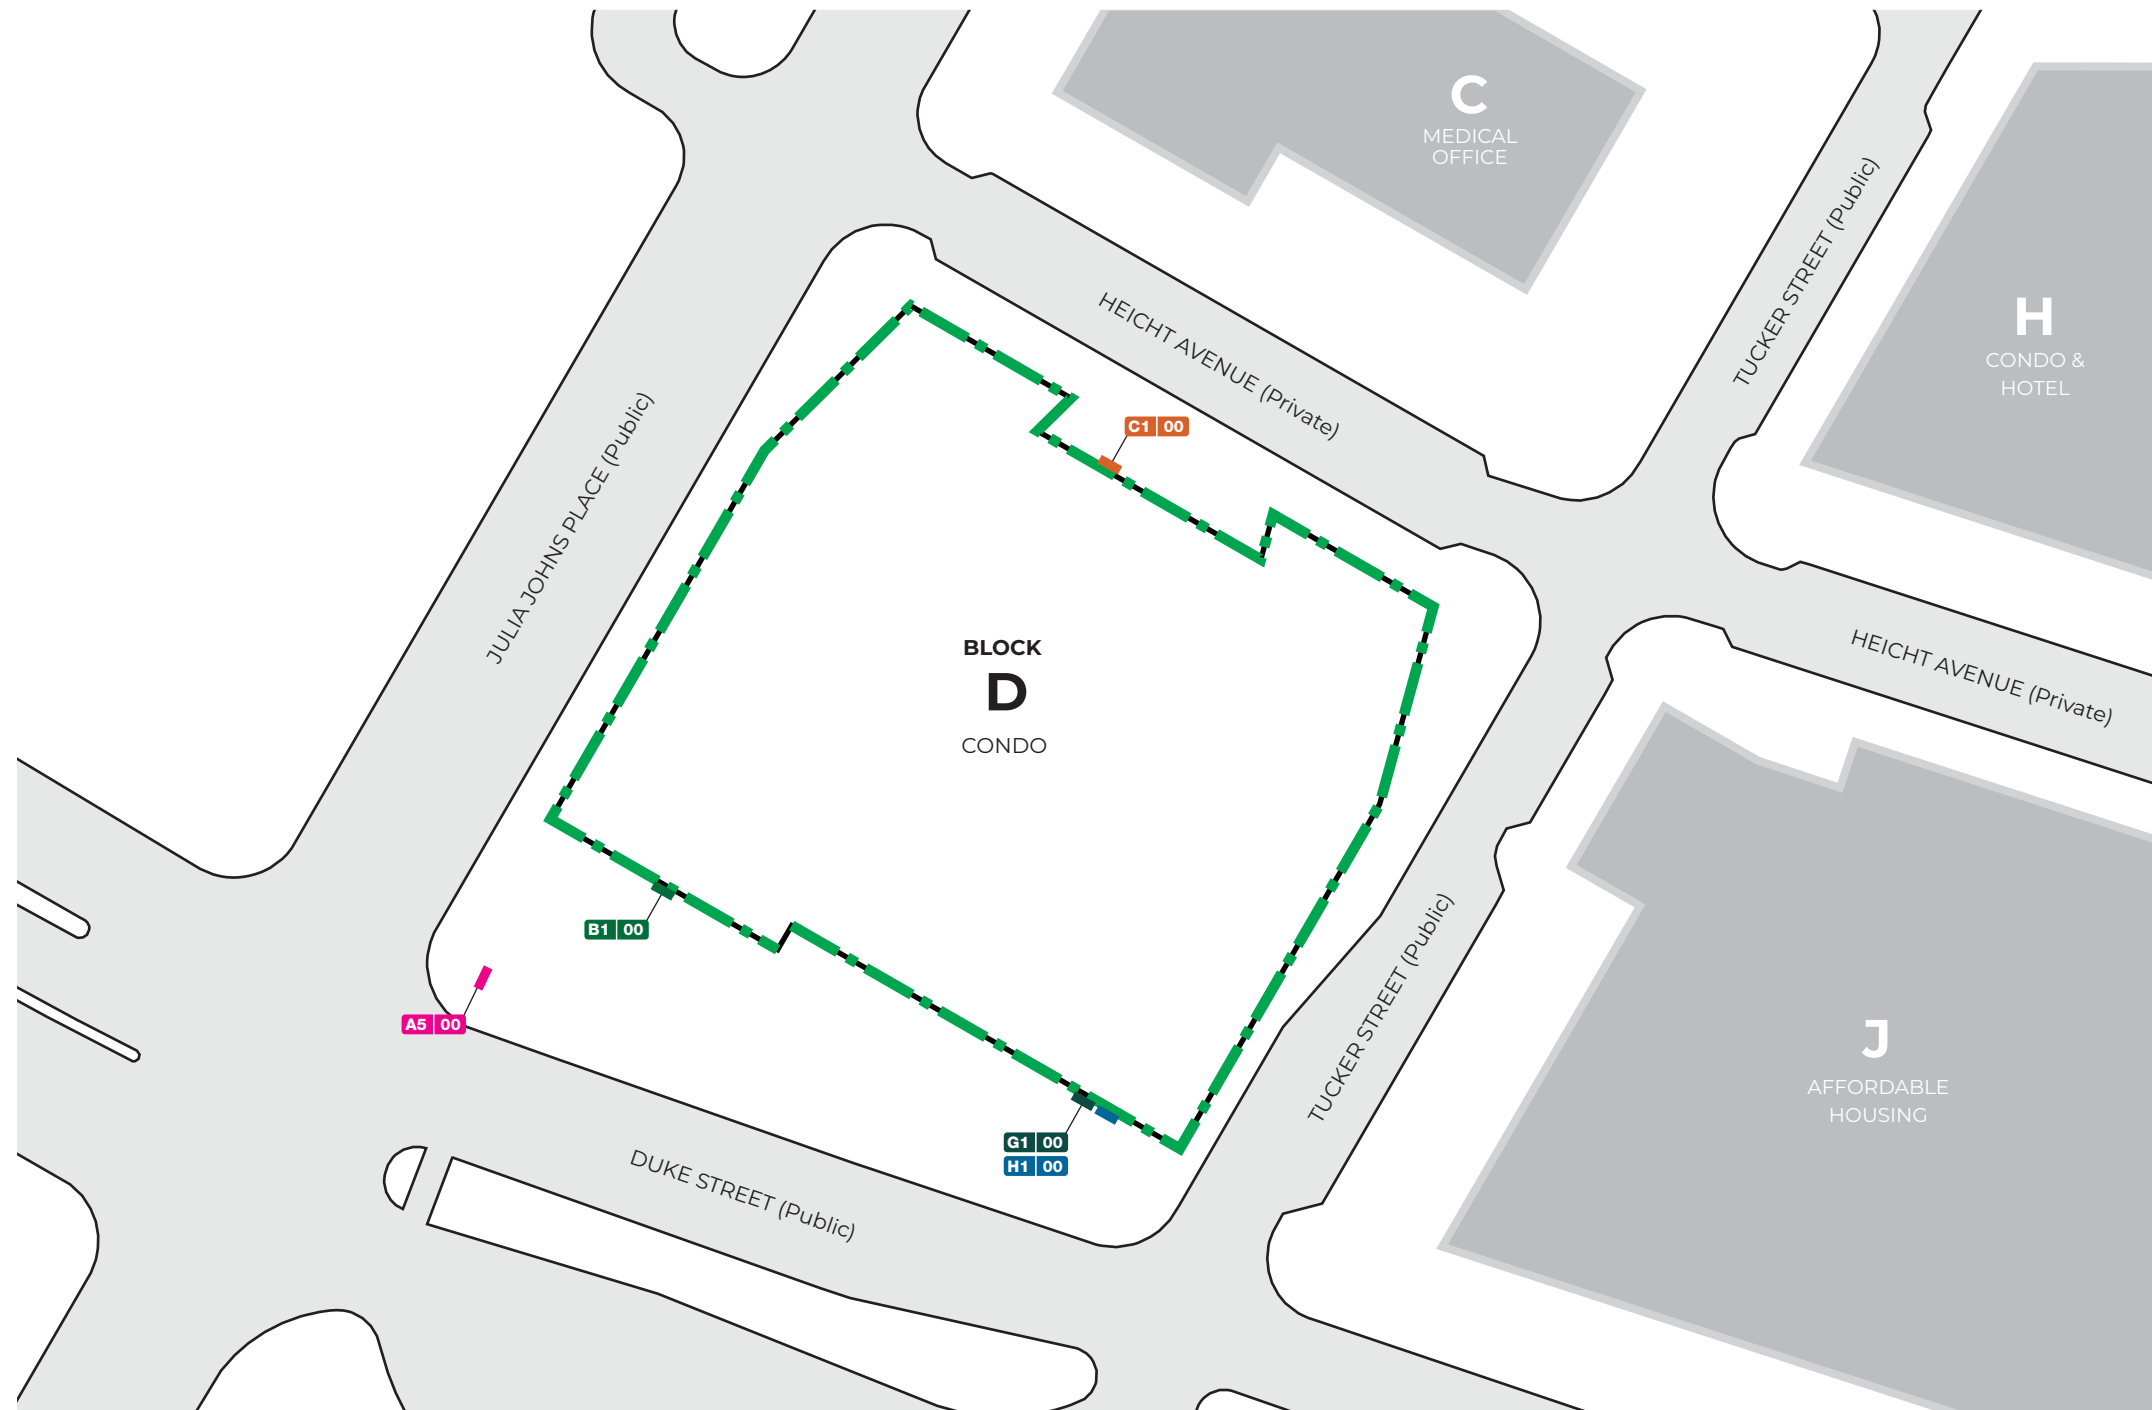 C
MEDICAL
OFFICE
TUCKER STREET (Public)
H
CONDO &
HOTEL
HEICHT AVENUE (Private)
C1 00
JULIA JOHNS PLACE (Public)
BLOCK
D
CONDO
HEICHT AVENUE (Private)
B1 00
A5 00
TUCKER STREET (Public)
J
AFFORDABLE
HOUSING
G1 00
H1 00
DUKE STREET (Public)